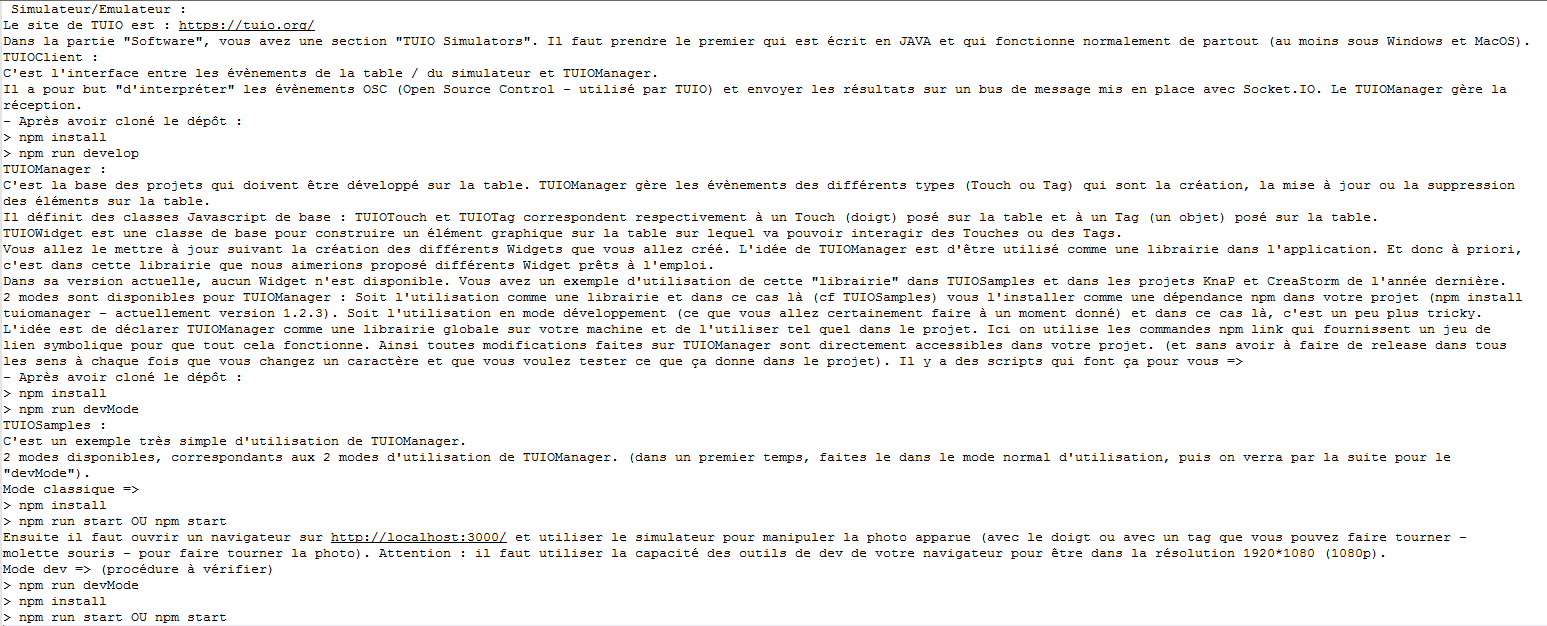 Simulateur/Emulateur :
Le site de TUIO est : https://tuio.org/
Dans la partie "Software", vous avez une section "TUIO Simulators". Il faut prendre le premier qui est écrit en JAVA et qui fonctionne normalement de partout (au moins sous Windows et MacOS).
TUIOClient :
C'est l'interface entre les évènements de la table / du simulateur et TUIOManager.
Il a pour but "d'interpréter" les évènements OSC (Open Source Control - utilisé par TUIO) et envoyer les résultats sur un bus de message mis en place avec Socket.IO. Le TUIOManager gère la
réception.
- Après avoir cloné le dépôt :
> npm install
> npm run develop
TUIOManager :
C'est la base des projets qui doivent être développé sur la table. TUIOManager gère les évènements des différents types (Touch ou Tag) qui sont la création, la mise à jour ou la suppression
des éléments sur la table.
Il définit des classes Javascript de base : TUIOTouch et TUIOTag correspondent respectivement à un Touch (doigt) posé sur la table et à un Tag (un objet) posé sur la table.
TUIOWidget est une classe de base pour construire un élément graphique sur la table sur lequel va pouvoir interagir des Touches ou des Tags.
Vous allez le mettre à jour suivant la création des différents Widgets que vous allez créé. L'idée de TUIOManager est d'être utilisé comme une librairie dans l'application. Et donc à priori,
c'est dans cette librairie que nous aimerions proposé différents Widget prêts à l'emploi.
Dans sa version actuelle, aucun Widget n'est disponible. Vous avez un exemple d'utilisation de cette "librairie" dans TUIOSamples et dans les projets KnaP et CreaStorm de l'année dernière.
2 modes sont disponibles pour TUIOManager : Soit l'utilisation comme une librairie et dans ce cas là (cf TUIOSamples) vous l'installer comme une dépendance npm dans votre projet (npm install
tuiomanager - actuellement version 1.2.3). Soit l'utilisation en mode développement (ce que vous allez certainement faire à un moment donné) et dans ce cas là, c'est un peu plus tricky.
L'idée est de déclarer TUIOManager comme une librairie globale sur votre machine et de l'utiliser tel quel dans le projet. Ici on utilise les commandes npm link qui fournissent un jeu de
lien symbolique pour que tout cela fonctionne. Ainsi toutes modifications faites sur TUIOManager sont directement accessibles dans votre projet. (et sans avoir à faire de release dans tous
les sens à chaque fois que vous changez un caractère et que vous voulez tester ce que ça donne dans le projet). Il y a des scripts qui font ça pour vous =>
- Après avoir cloné le dépôt :
> npm install
> npm run devMode
TUIOSamples :
C'est un exemple très simple d'utilisation de TUIOManager.
2 modes disponibles, correspondants aux 2 modes d'utilisation de TUIOManager. (dans un premier temps, faites le dans le mode normal d'utilisation, puis on verra par la suite pour le
"devMode").
Mode classique =>
> npm install
> npm run start OU npm start
Ensuite il faut ouvrir un navigateur sur http://localhost:3000/ et utiliser le simulateur pour manipuler la photo apparue (avec le doigt ou avec un tag que vous pouvez faire tourner -
molette souris - pour faire tourner la photo). Attention : il faut utiliser la capacité des outils de dev de votre navigateur pour être dans la résolution 1920*1080 (1080p).
Mode dev => (procédure à vérifier)
> npm run devMode
> npm install
> npm run start OU npm start